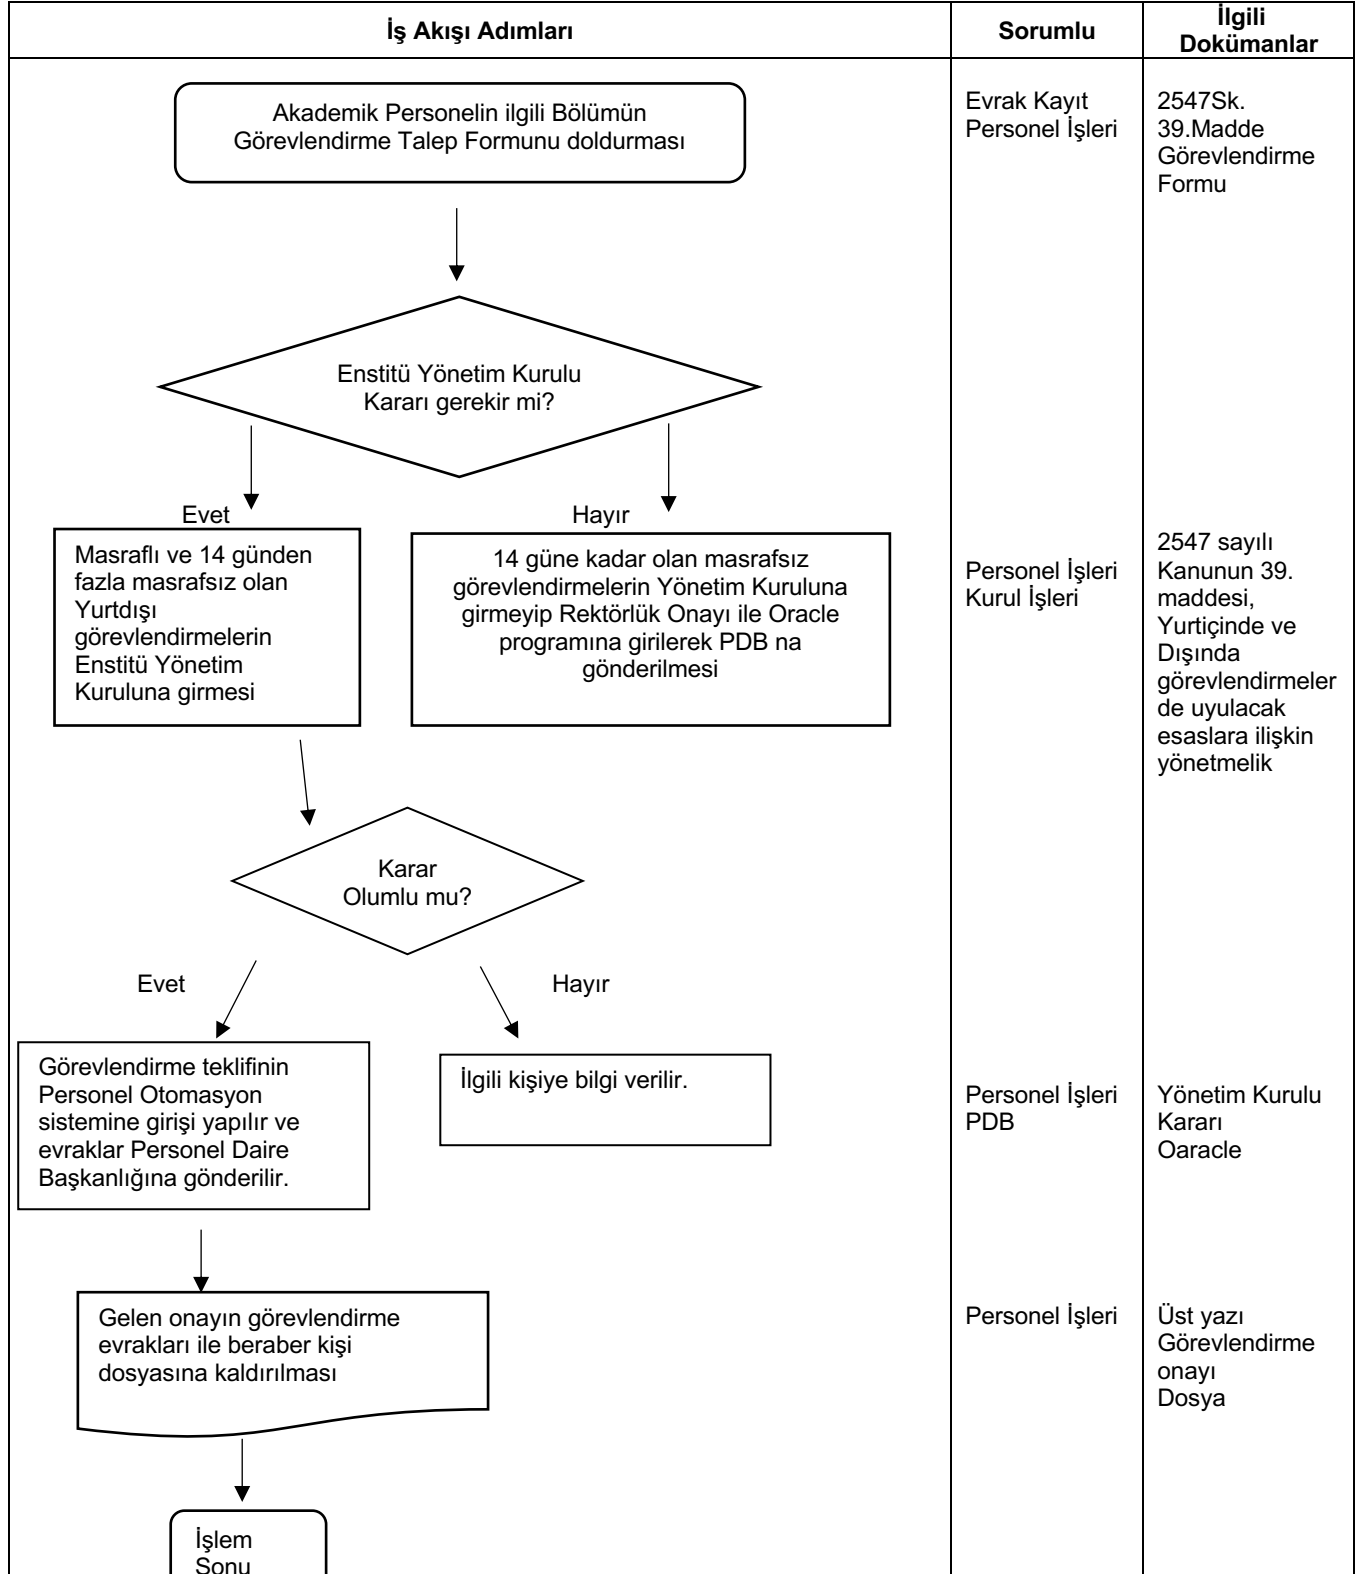 İş Akışı Adımları
Sorumlu
İlgili
Dokümanlar
Akademik Personelin ilgili Bölümün
Görevlendirme Talep Formunu doldurması
Evrak Kayıt
Personel İşleri
2547Sk.
39.Madde
Görevlendirme
Formu
Enstitü Yönetim Kurulu
Kararı gerekir mi?
Evet
Hayır
Masraflı ve 14 günden
fazla masrafsız olan
Yurtdışı
görevlendirmelerin
Enstitü Yönetim
Kuruluna girmesi
14 güne kadar olan masrafsız
görevlendirmelerin Yönetim Kuruluna
girmeyip Rektörlük Onayı ile Oracle
programına girilerek PDB na
gönderilmesi
Personel İşleri
Kurul İşleri
2547 sayılı
Kanunun 39.
maddesi,
Yurtiçinde ve
Dışında
görevlendirmeler
de uyulacak
esaslara ilişkin
yönetmelik
Karar
Olumlu mu?
Evet
Hayır
Görevlendirme teklifinin
Personel Otomasyon
sistemine girişi yapılır ve
evraklar Personel Daire
Başkanlığına gönderilir.
İlgili kişiye bilgi verilir.
Personel İşleri
PDB
Yönetim Kurulu
Kararı
Oaracle
Gelen onayın görevlendirme
evrakları ile beraber kişi
dosyasına kaldırılması
Personel İşleri
Üst yazı
Görevlendirme
onayı
Dosya
İşlem
Sonu